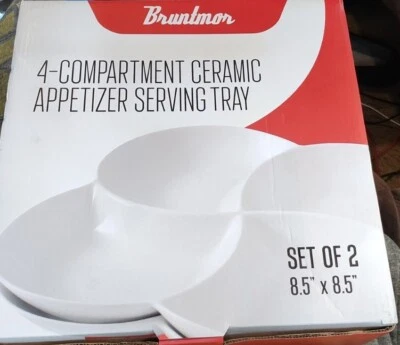 Bruntmor
4-COMPARTMENT CERAMIC
APPETIZER SERVING TRAY
SET OF 2
8.5" x 8.5"